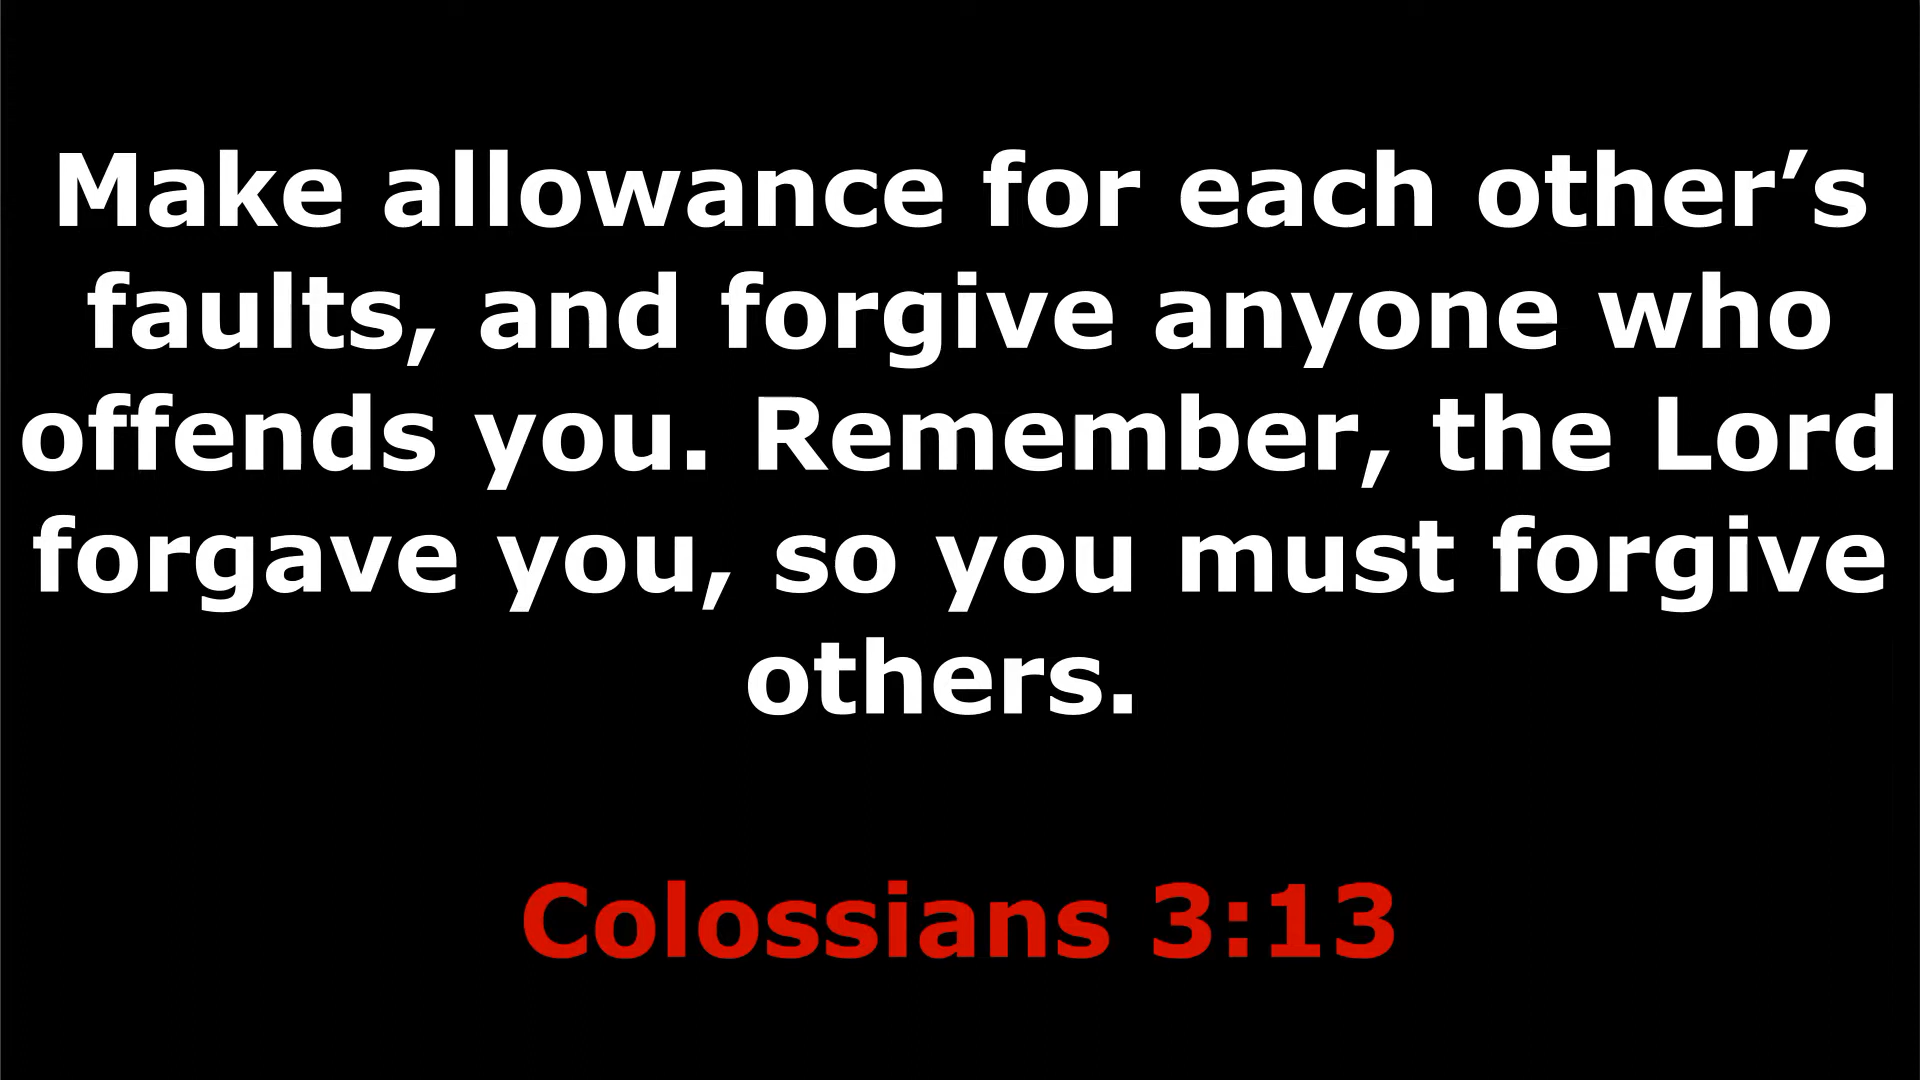 Make allowance for each other’s
faults, and forgive anyone who
offends you. Remember, the Lord
forgave you, so you must forgive
others.
Colossians 3:13